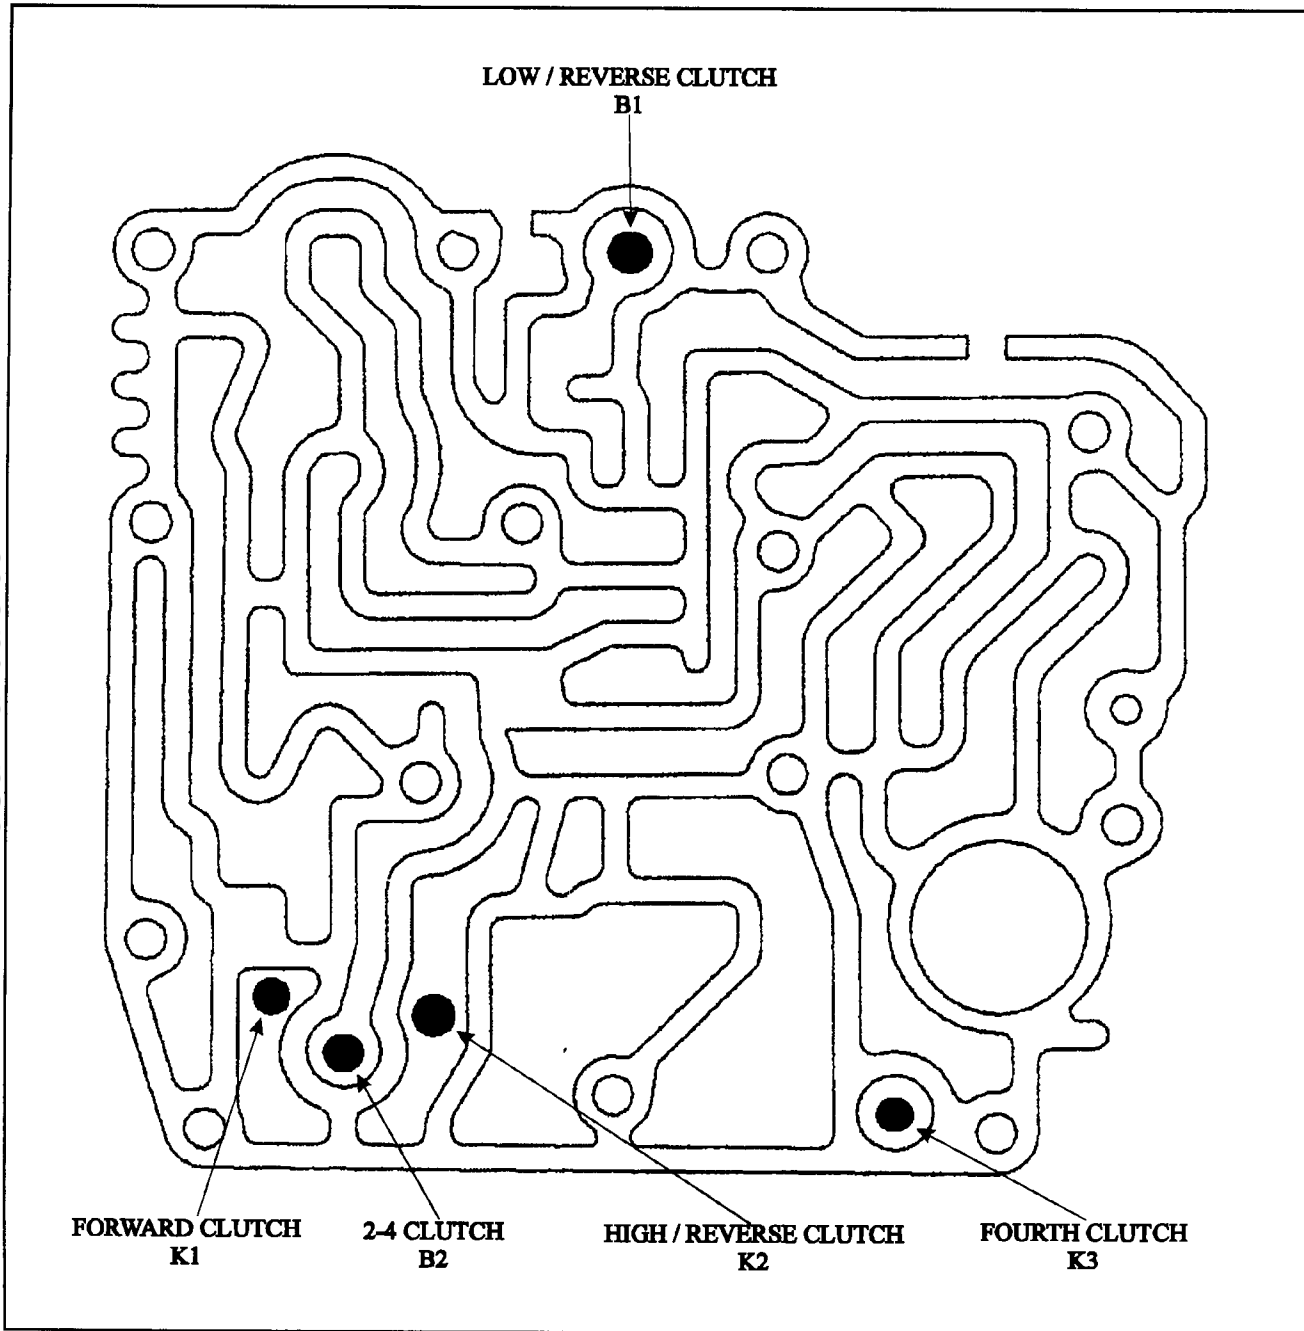 LOW / REVERSE CLUTCH
B1
FORWARD CLUTCH
K1
2-4 CLUTCH
B2
HIGH / REVERSE CLUTCH
K2
FOURTH CLUTCH
K3